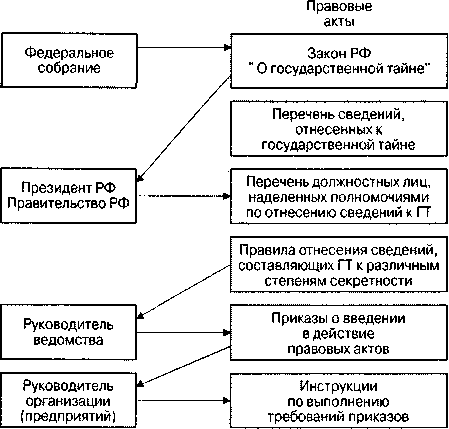 Правовые
акты
Федеральное
собрание
Закон РФ
" О государственной тайне"
Перечень сведений,
отнесенных к
государственной тайне
Президент РФ
Правительство РФ
Перечень должностных лиц,
наделенных полномочиями
по отнесению сведений к ГТ
Правила отнесения сведений,
составляющих ГТ к различным
степеням секретности
Руководитель
ведомства
Приказы о введении
в действие
правовых актов
Руководитель
организации
(предприятий)
Инструкции
по выполнению
требований приказов